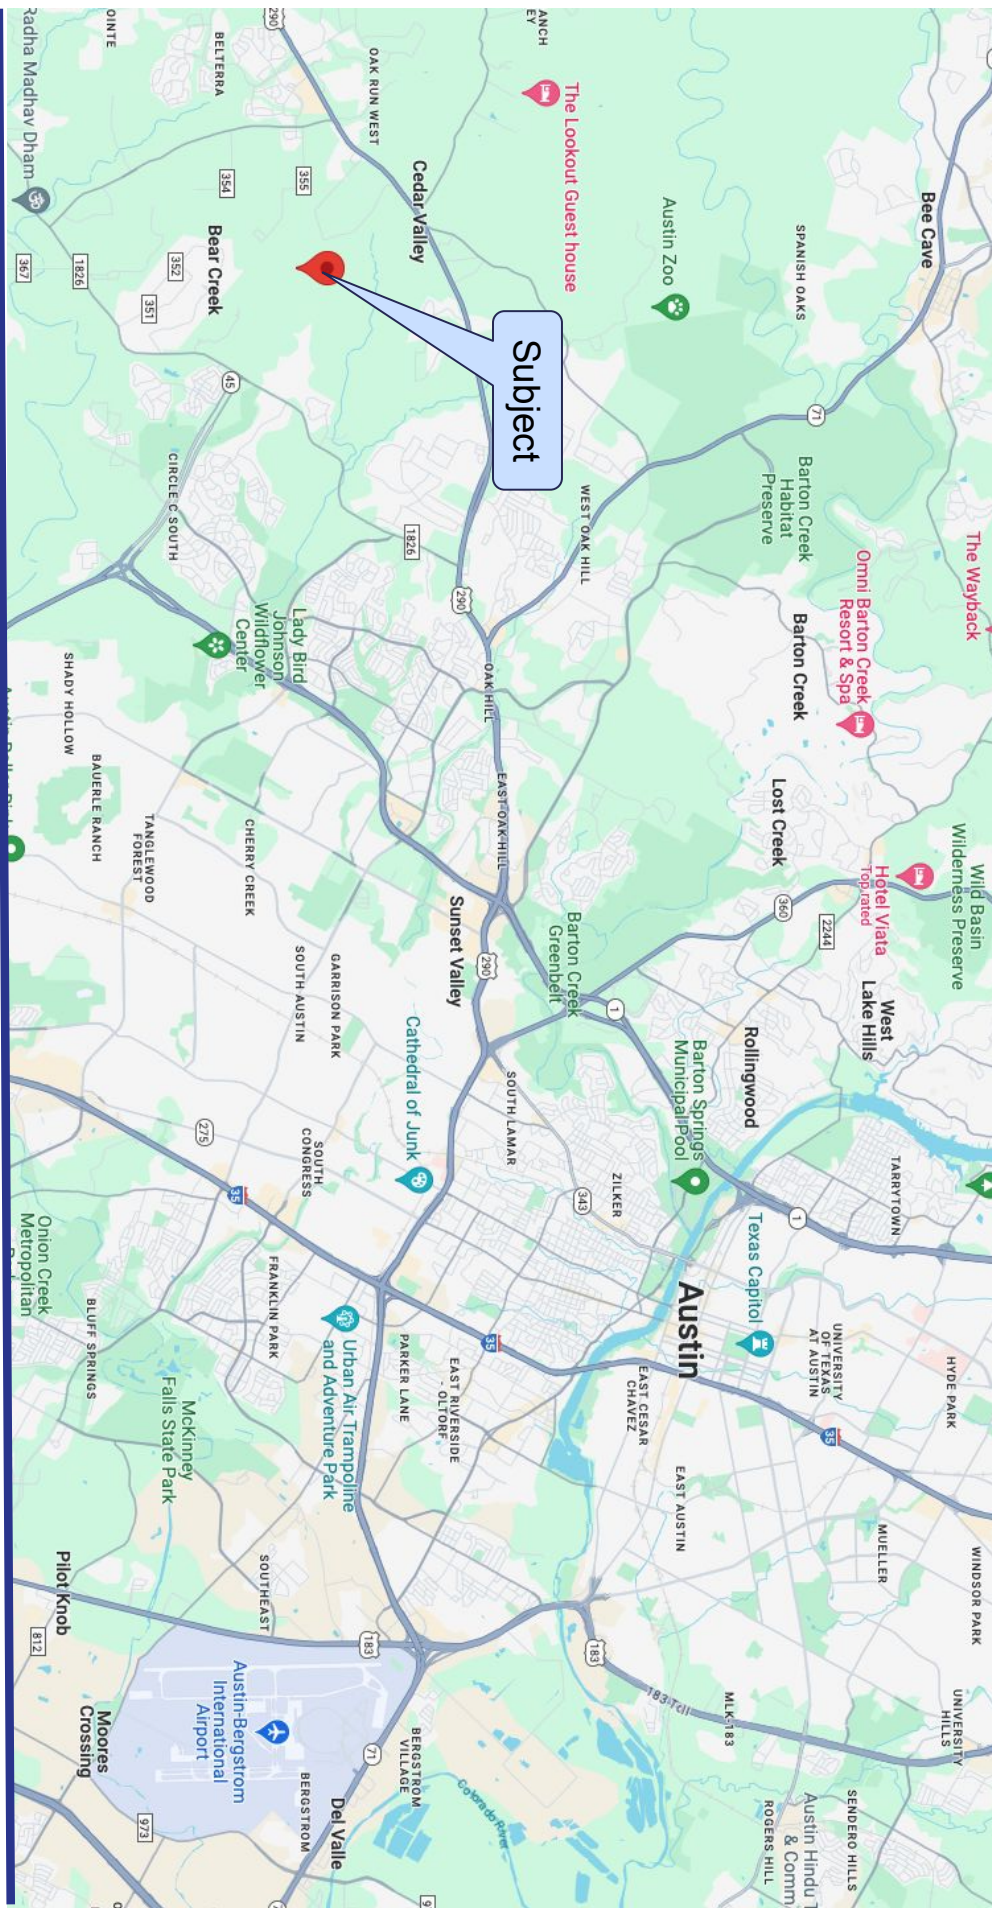 Bee Cave
The Wayback
SPANISH OAKS
71
Barton Creek
Habitat
Preserve
Omni Barton Creek
Resort & Spa
Barton Creek
Lost Creek
Wild Basin
Wilderness Preserve
Hotel Viata
Top rated
360
2244
West
Lake Hills
Rollingwood
TARRYTOWN
1
HYDE PARK
UNIVERSITY
OF TEXAS
AT AUSTIN
Texas Capitol
35
MUELLER
WINDSOR PARK
UNIVERSITY
HILLS
MLK-183
SENDERO HILLS
ROGERS HILL
Austin Hindu T
& Comm
Austin Zoo
The Lookout Guest house
ANCH
EY
Subject
WEST OAK HILL
Barton Creek
Greenbelt
1
Barton Springs
Municipal Pool
ZILKER
343
Austin
EAST CESAR
CHAVEZ
EAST AUSTIN
183
183 Toll
290
OAK RUN WEST
Cedar Valley
1826
290
OAK HILL
EAST OAK HILL
Sunset Valley
290
SOUTH LAMAR
Cathedral of Junk
35
EAST RIVERSIDE
- OLTORF
PARKER LANE
Colorado River
BELTERRA
OINTE
355
354
Bear Creek
352
351
1826
367
Radha Madhav Dham
45
CIRCLE C SOUTH
Lady Bird
Johnson
Wildflower
Center
SHADY HOLLOW
BAUERLE RANCH
TANGLEWOOD
FOREST
CHERRY CREEK
GARRISON PARK
SOUTH AUSTIN
SOUTH
CONGRESS
275
35
FRANKLIN PARK
Urban Air Trampoline
and Adventure Park
McKinney
Falls State Park
Onion Creek
Metropolitan
BLUFF SPRINGS
SOUTHEAST
183
Pilot Knob
812
Austin-Bergstrom
International
Airport
Moores
Crossing
973
BERGSTROM
BERGSTROM
VILLAGE
71
Del Valle